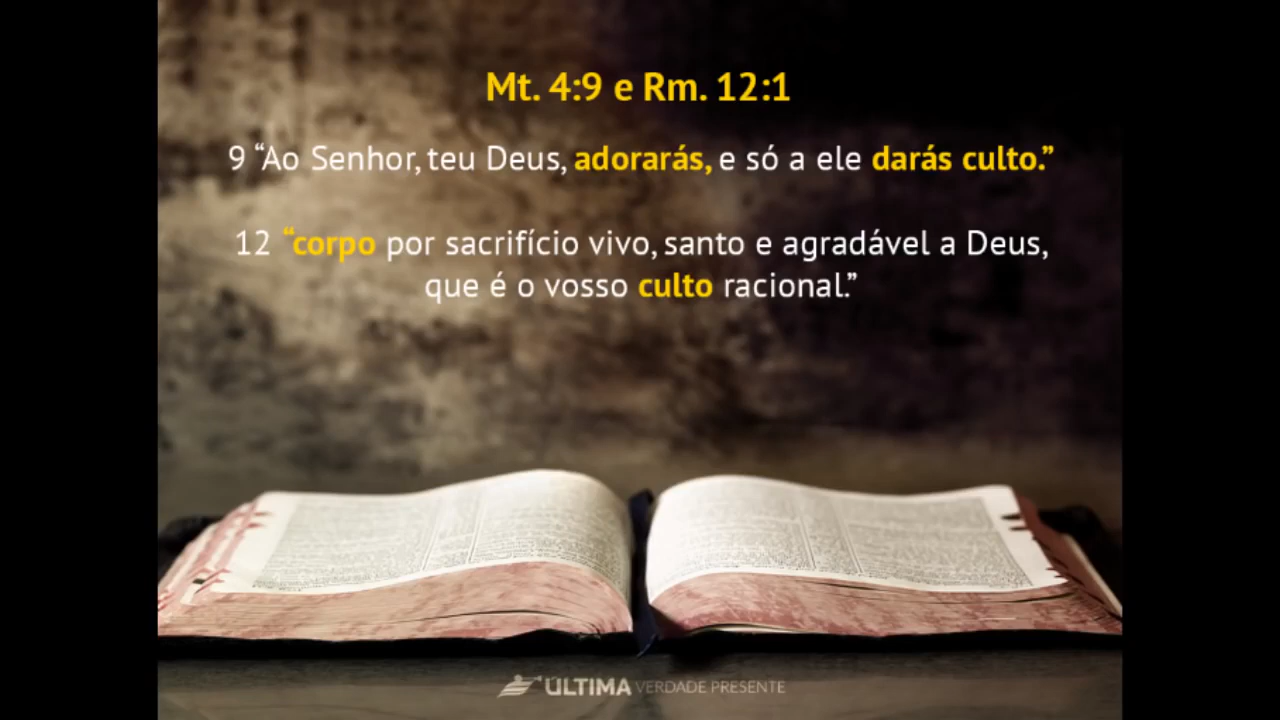 Mt. 4:9 e Rm. 12:1
9 “Ao Senhor, teu Deus, adorarás, e só a ele darás culto.”
12 “corpo por sacrifício vivo, santo e agradável a Deus,
que é o vosso culto racional.”
ÚLTIMA VERDADE PRESENTE